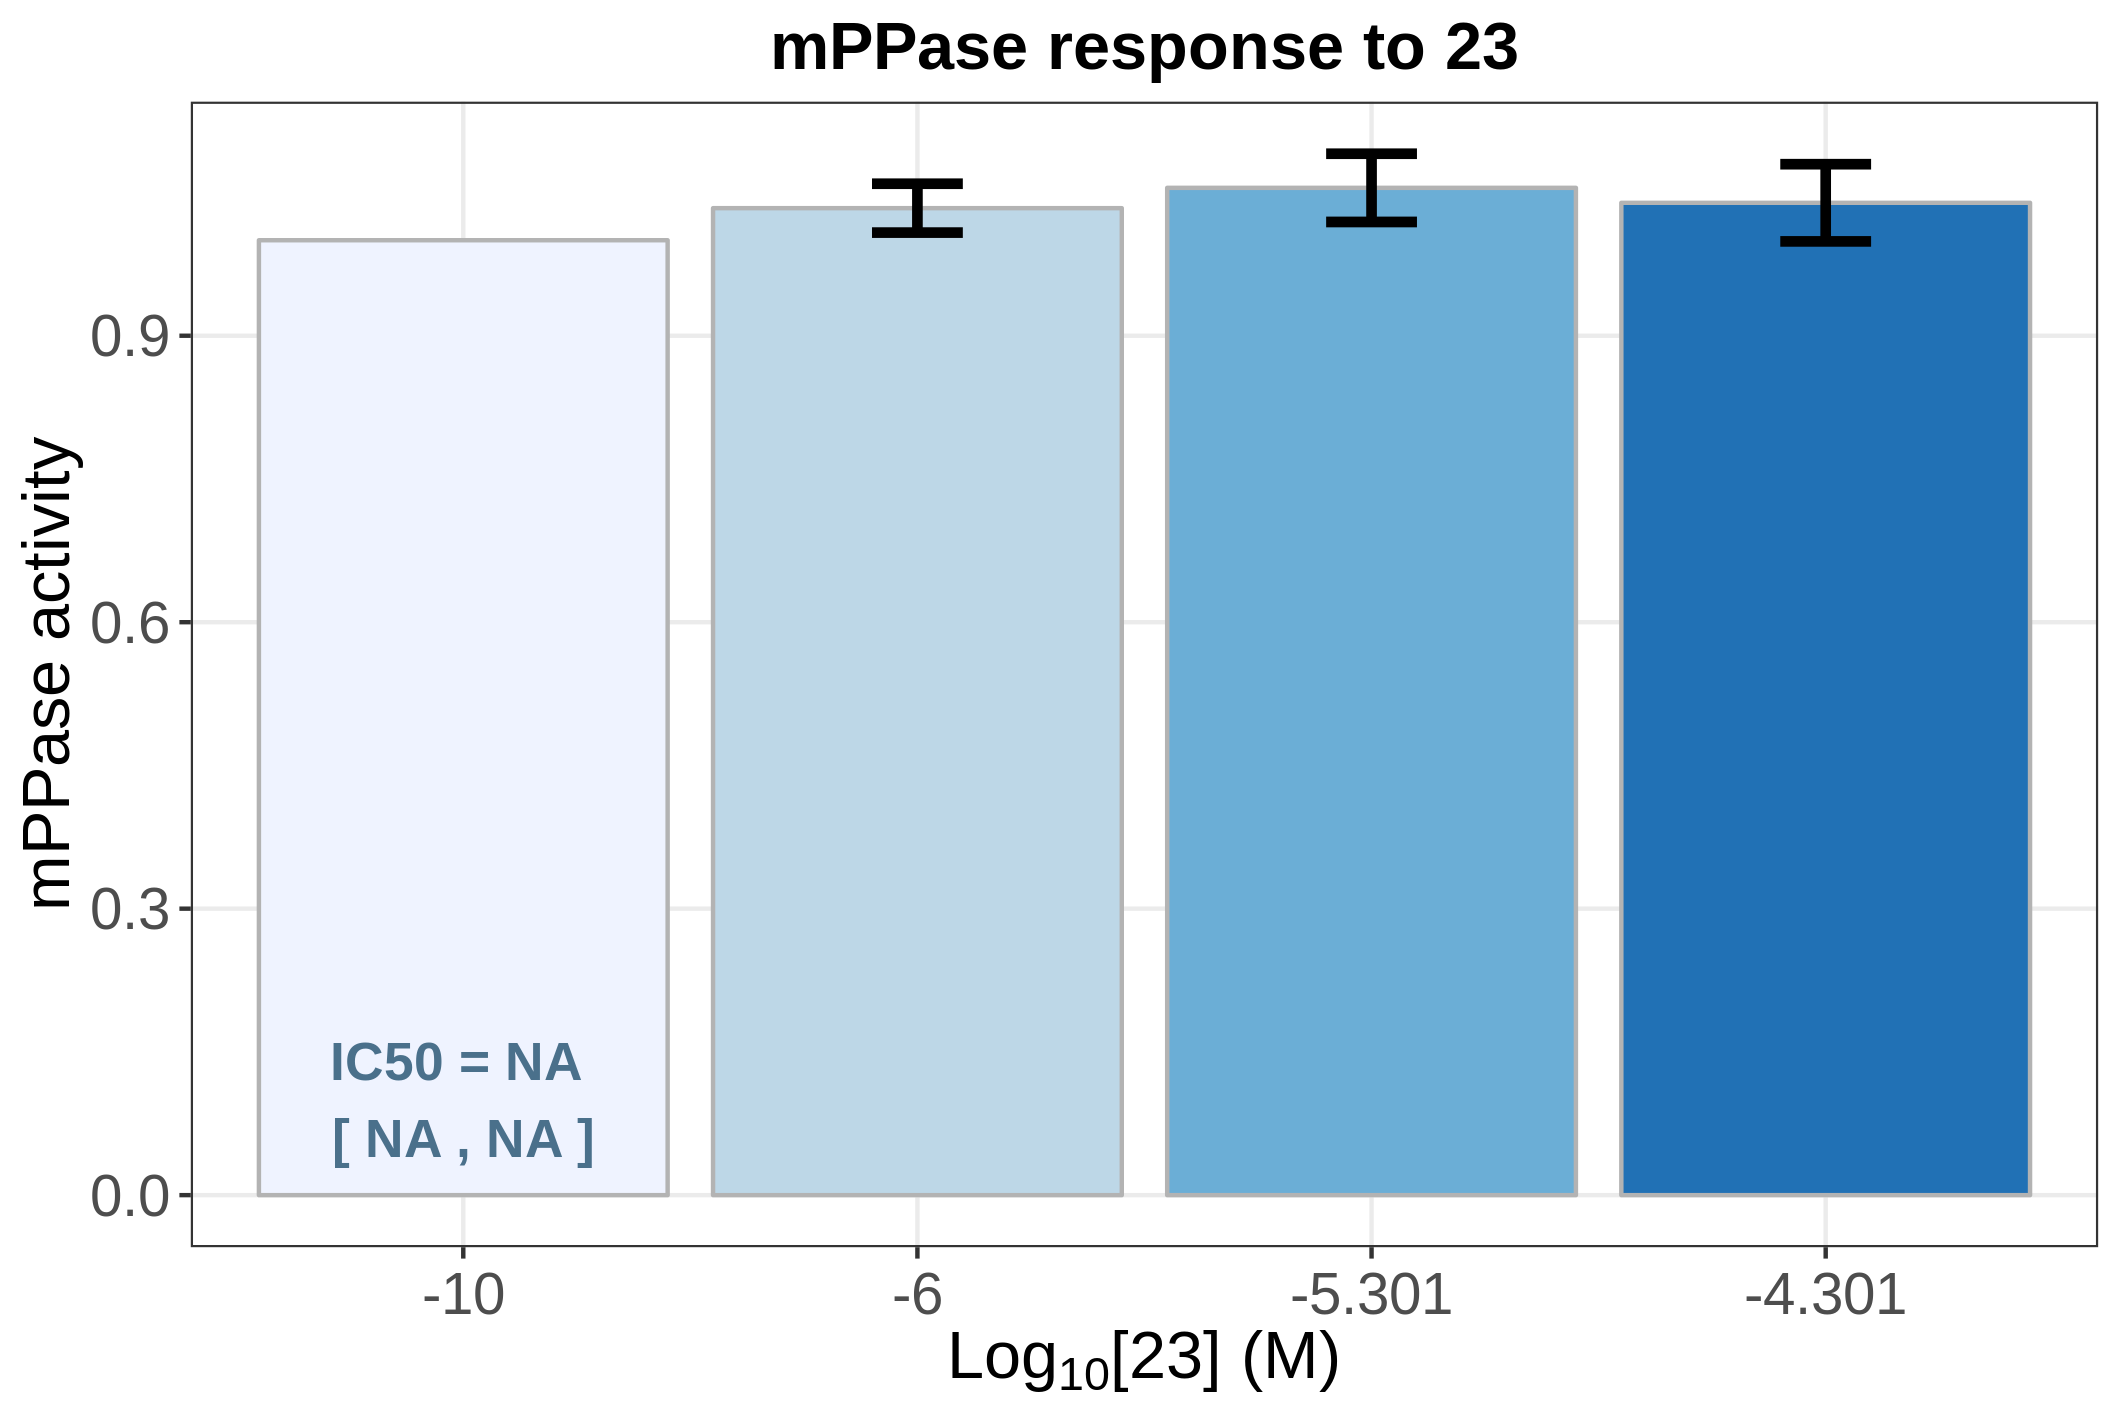 mPPase response to 23
mPPase activity
0.9
0.6
0.3
0.0
IC50 = NA
[ NA , NA ]
-10
-6
-5.301
-4.301
Log₁₀[23] (M)